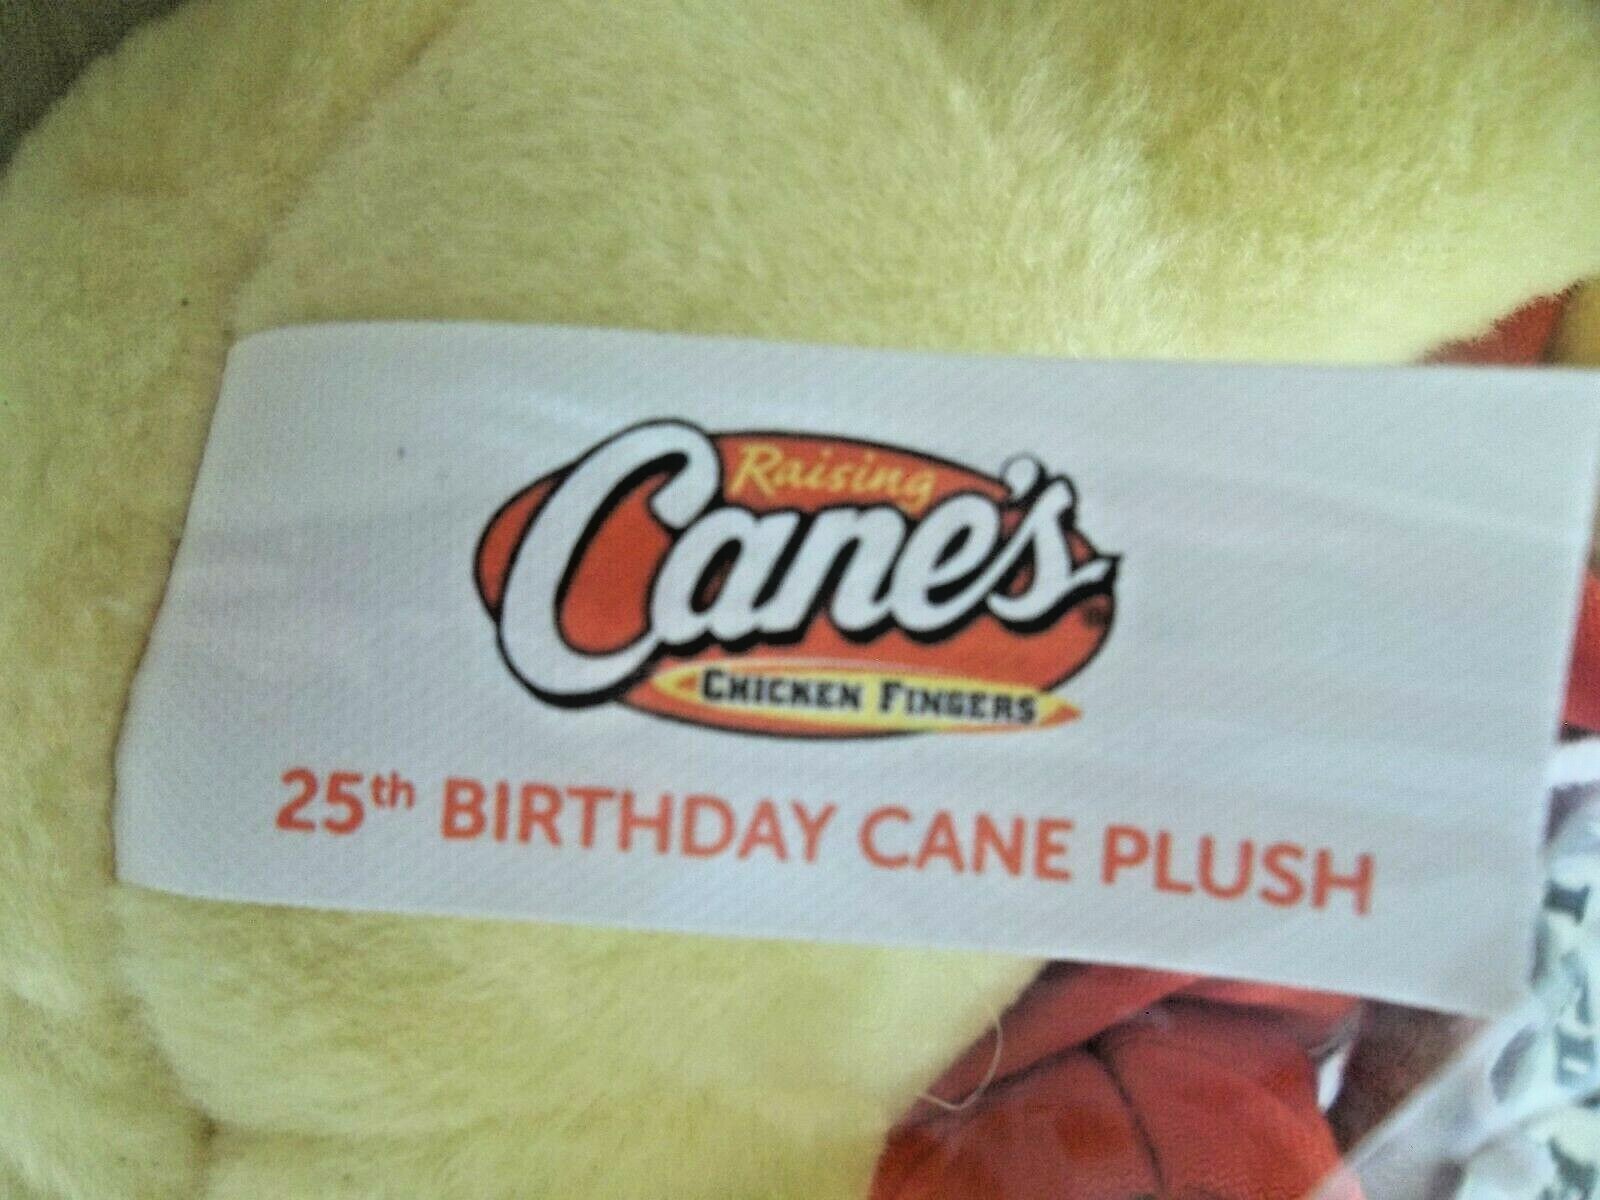 Raising
Cane's
CHICKEN FINGERS
25th BIRTHDAY CANE PLUSH